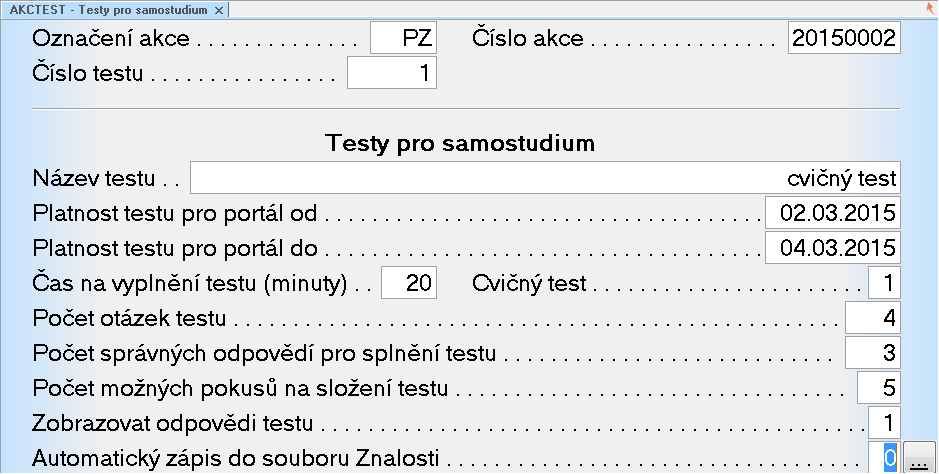 AKCTEST - Testy pro samostudium
Označení akce . . . . . . . . . . . . . . PZ Číslo akce . . . . . . . . . . . . . . . . 20150002
Číslo testu . . . . . . . . . . . . . . . . 1
Testy pro samostudium
Název testu . . cvičný test
Platnost testu pro portál od . . . . . . . . . . . . . . . . . . . . . . . . . . . . . . . . . . . . . 02.03.2015
Platnost testu pro portál do . . . . . . . . . . . . . . . . . . . . . . . . . . . . . . . . . . . . . 04.03.2015
Čas na vyplnění testu (minuty) . . 20 Cvičný test . . . . . . . . . . . . . . . . . . . . . . . 1
Počet otázek testu . . . . . . . . . . . . . . . . . . . . . . . . . . . . . . . . . . . . . . . . . . . . . . . . . . . 4
Počet správných odpovědí pro splnění testu . . . . . . . . . . . . . . . . . . . . . . . . . . . . 3
Počet možných pokusů na složení testu . . . . . . . . . . . . . . . . . . . . . . . . . . . . . . . . . 5
Zobrazovat odpovědi testu . . . . . . . . . . . . . . . . . . . . . . . . . . . . . . . . . . . . . . . . . . . . . . 1
Automatický zápis do souboru Znalosti . . . . . . . . . . . . . . . . . . . . . . . . . . . . . . . . . . . 0 ...